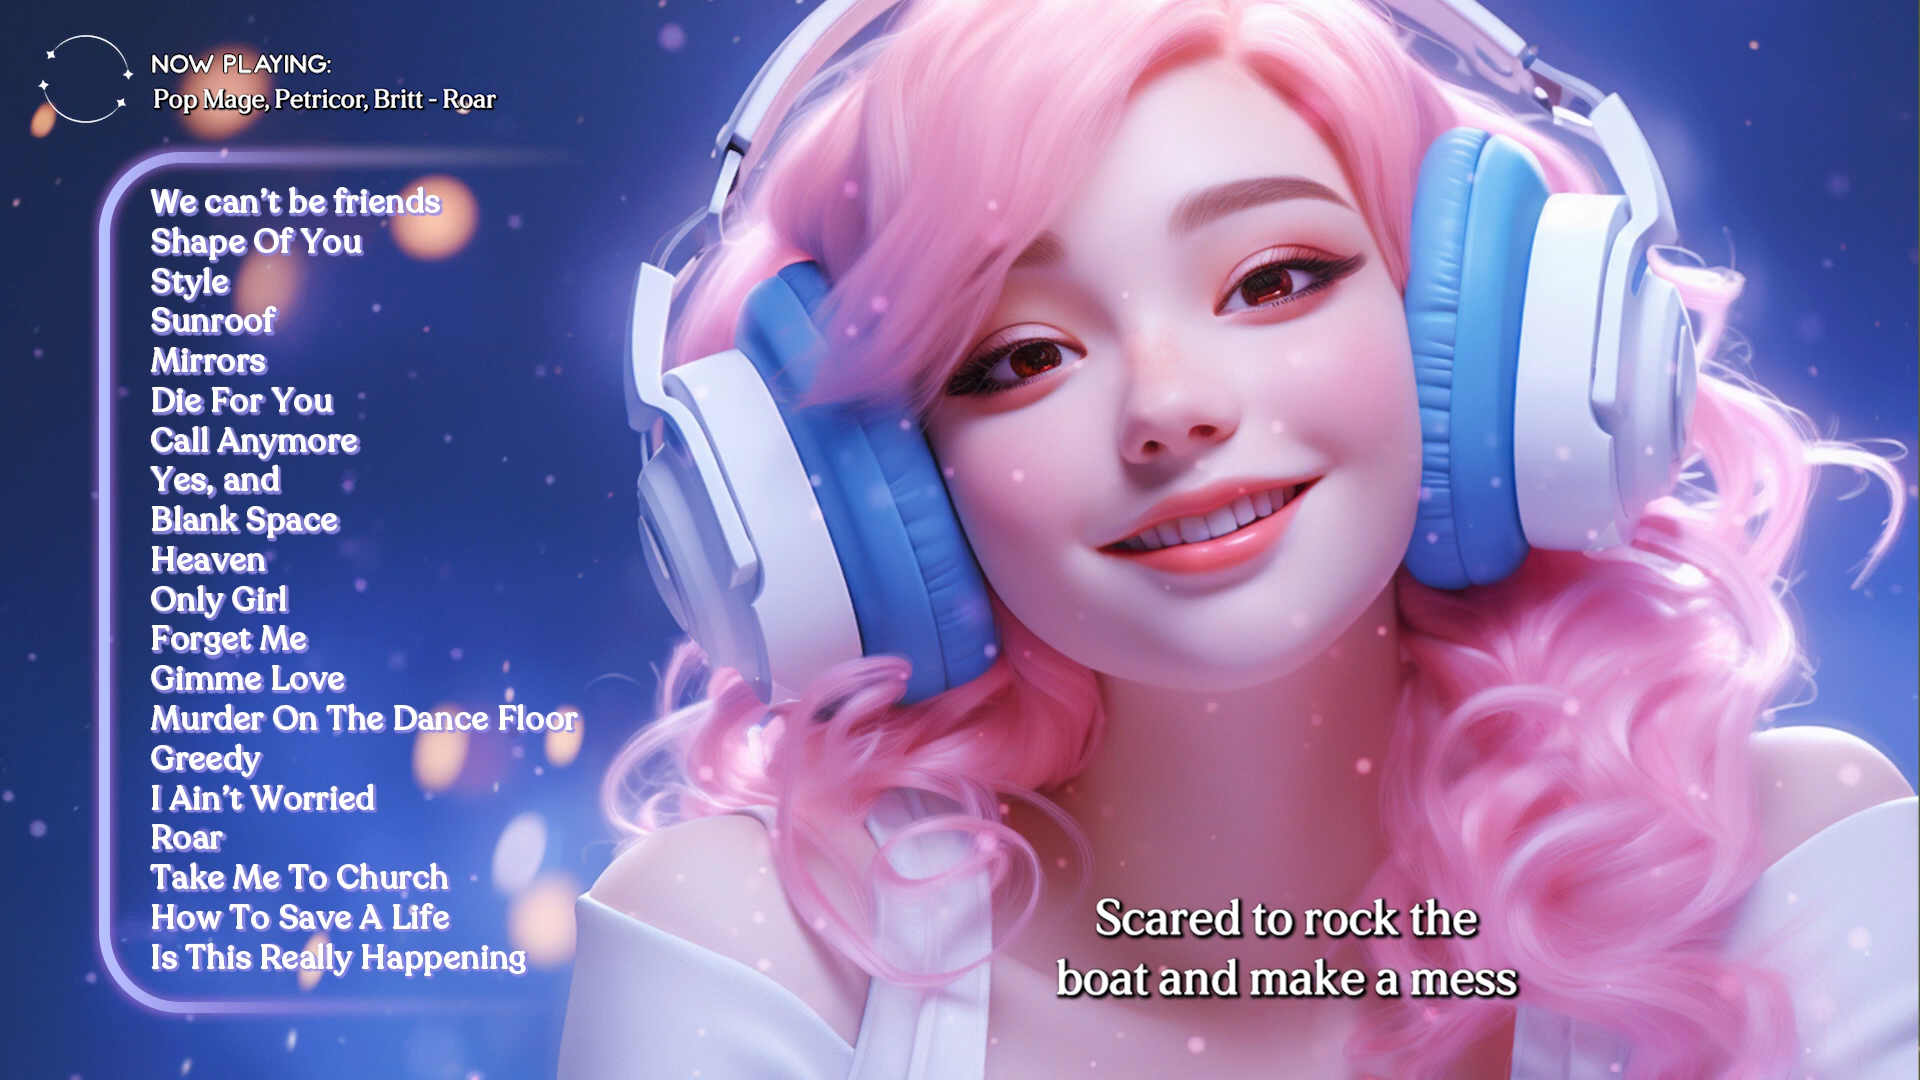 NOW PLAYING:
Pop Mage, Petricor, Britt - Roar
We can't be friends
Shape Of You
Style
Sunroof
Mirrors
Die For You
Call Anymore
Yes, and
Blank Space
Heaven
Only Girl
Forget Me
Gimme Love
Murder On The Dance Floor
Greedy
I Ain't Worried
Roar
Take Me To Church
How To Save A Life
Is This Really Happening
Scared to rock the
boat and make a mess